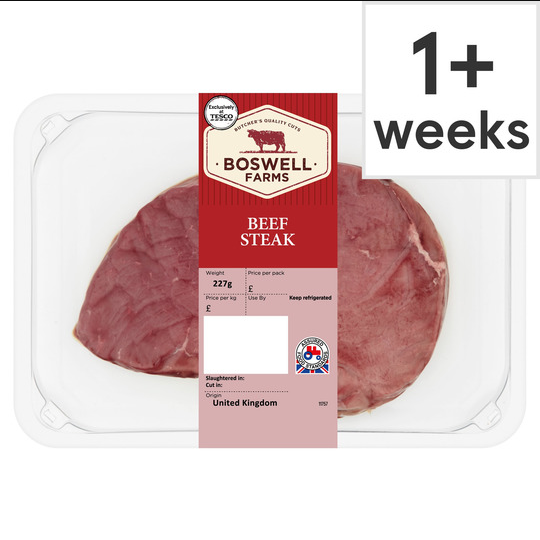 1+
weeks
Exclusively
at
TESCO
BUTCHER'S QUALITY CUTS
· BOSWELL ·
FARMS
BEEF
STEAK
Weight
227g
Price per pack
£
Price per kg
£
Use By
Keep refrigerated
ASSURED
FOOD STANDARDS
Slaughtered in:
Cut in:
Origin
United Kingdom